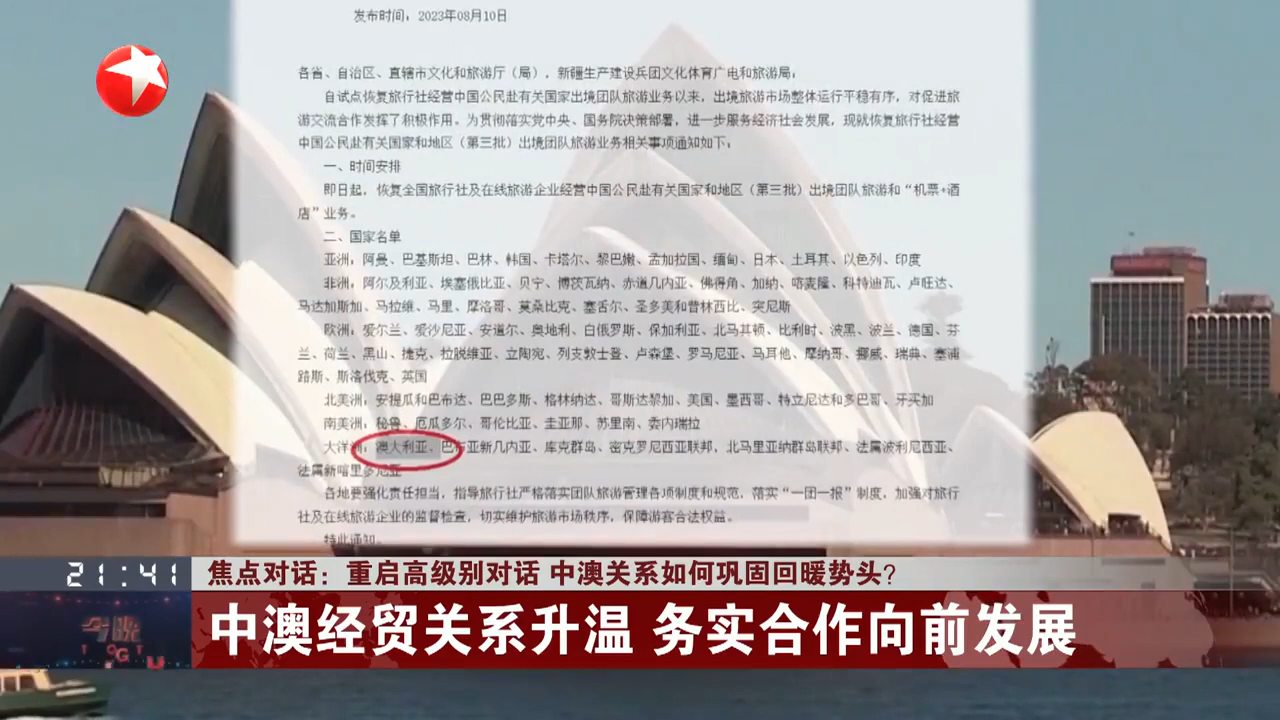 发布时间：2023年08月10日
各省、自治区、直辖市文化和旅游厅（局），新疆生产建设兵团文化体育广电和旅游局：
自试点恢复旅行社经营中国公民赴有关国家出境团队旅游业务以来，出境旅游市场整体运行平稳有序，对促进旅
游交流合作发挥了积极作用。为贯彻落实党中央、国务院决策部署，进一步服务经济社会发展，现就恢复旅行社经营
中国公民赴有关国家和地区（第三批）出境团队旅游业务相关事项通知如下：
一、时间安排
即日起，恢复全国旅行社及在线旅游企业经营中国公民赴有关国家和地区（第三批）出境团队旅游和“机票+酒
店”业务。
二、国家名单
亚洲：阿曼、巴基斯坦、巴林、韩国、卡塔尔、黎巴嫩、孟加拉国、缅甸、日本、土耳其、以色列、印度
非洲：阿尔及利亚、埃塞俄比亚、贝宁、博茨瓦纳、赤道几内亚、佛得角、加纳、喀麦隆、科特迪瓦、卢旺达、
马达加斯加、马拉维、马里、摩洛哥、莫桑比克、塞舌尔、圣多美和普林西比、突尼斯
欧洲：爱尔兰、爱沙尼亚、安道尔、奥地利、白俄罗斯、保加利亚、北马其顿、比利时、波黑、波兰、德国、芬
兰、荷兰、黑山、捷克、拉脱维亚、立陶宛、列支敦士登、卢森堡、罗马尼亚、马耳他、摩纳哥、挪威、瑞典、塞浦
路斯、斯洛伐克、英国
北美洲：安提瓜和巴布达、巴巴多斯、格林纳达、哥斯达黎加、美国、墨西哥、特立尼达和多巴哥、牙买加
南美洲：秘鲁、厄瓜多尔、哥伦比亚、圭亚那、苏里南、委内瑞拉
大洋洲：澳大利亚、巴布亚新几内亚、库克群岛、密克罗尼西亚联邦，北马里亚纳群岛联邦、法属波利尼西亚、
法属新喀里多尼亚
各地要强化责任担当，指导旅行社严格落实团队旅游管理各项制度和规范，落实“一团一报”制度，加强对旅行
社及在线旅游企业的监督检查，切实维护旅游市场秩序，保障游客合法权益。
特此通知。
21:41 焦点对话：重启高级别对话 中澳关系如何巩固回暖势头?
中澳经贸关系升温 务实合作向前发展